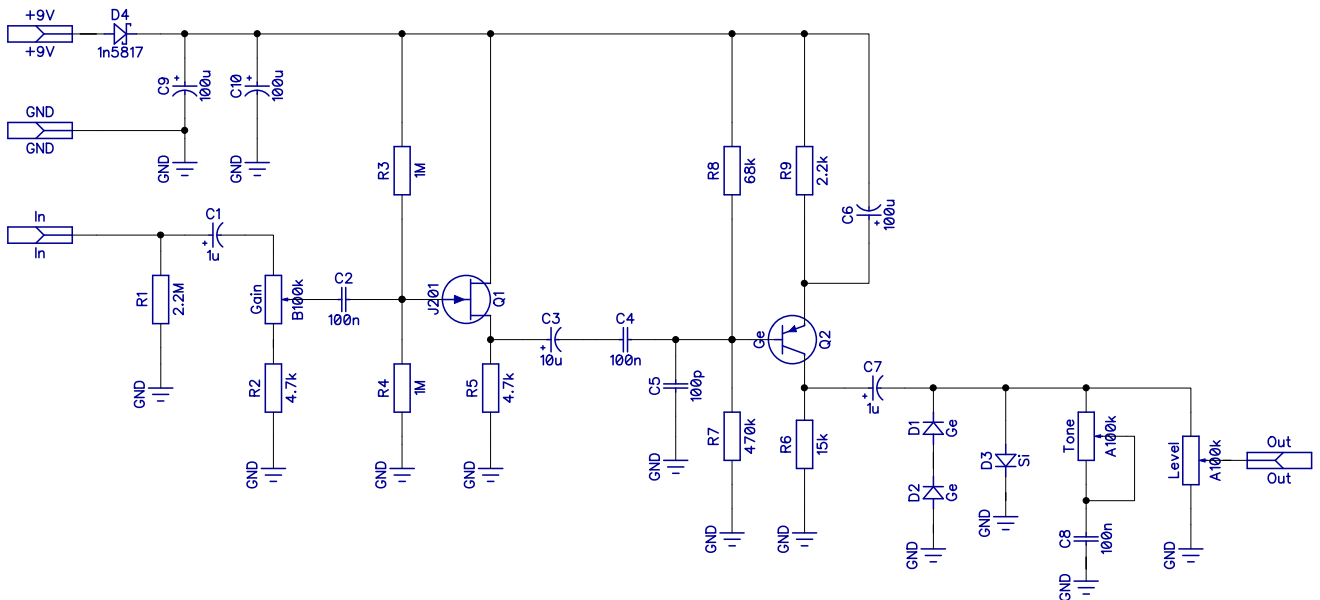 +9V
+9V
D4
1n5817
C9
100u
C10
100u
GND
GND
GND
GND
In
In
C1
1u
R1
2.2M
GND
Gain
B100k
R2
4.7k
GND
C2
100n
R3
1M
R4
1M
GND
J201
Q1
R5
4.7k
GND
C3
10u
C4
100n
C5
100p
GND
R8
68k
R7
470k
GND
R9
2.2k
C6
100u
Ge
Q2
R6
15k
GND
C7
1u
D1
Ge
D2
Ge
GND
D3
Si
GND
Tone
A100k
C8
100n
GND
Level
A100k
GND
Out
Out